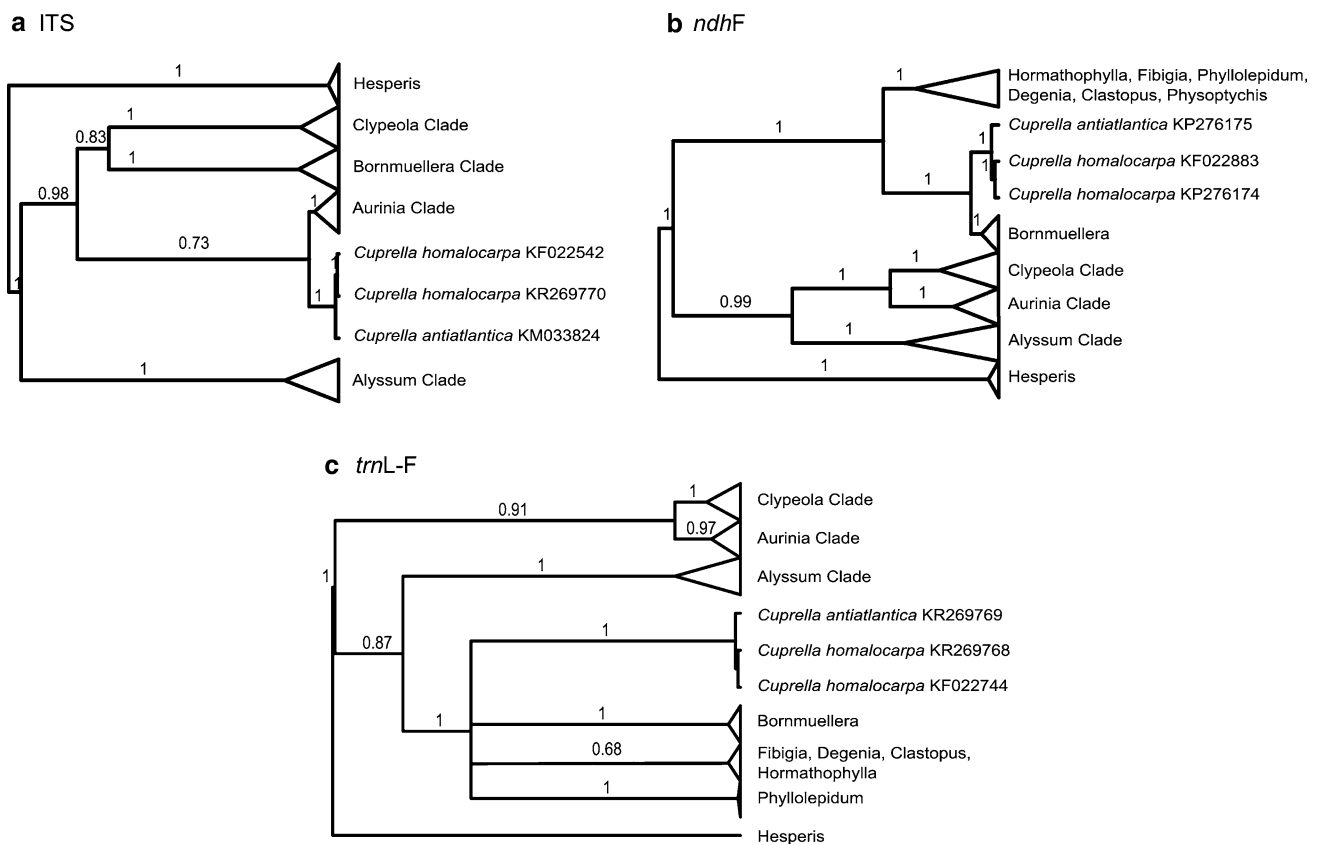 a ITS
1
Hesperis
1
Clypeola Clade
0.83
1
Bornmuellera Clade
0.98
1
Aurinia Clade
0.73
1
Cuprella homalocarpa KF022542
1
Cuprella homalocarpa KR269770
1
Cuprella antiatlantica KM033824
1
Alyssum Clade
b ndhF
1
Hormathophylla, Fibigia, Phyllolepidum,
Degenia, Clastopus, Physoptychis
1
1
Cuprella antiatlantica KP276175
1
Cuprella homalocarpa KF022883
1
Cuprella homalocarpa KP276174
1
1
Bornmuellera
1
Clypeola Clade
1
1
Aurinia Clade
0.99
1
Alyssum Clade
1
Hesperis
c trnL-F
1
Clypeola Clade
0.91
0.97
Aurinia Clade
1
Alyssum Clade
1
Cuprella antiatlantica KR269769
1
Cuprella homalocarpa KR269768
0.87
Cuprella homalocarpa KF022744
1
1
Bornmuellera
0.68
Fibigia, Degenia, Clastopus,
Hormathophylla
1
Phyllolepidum
Hesperis